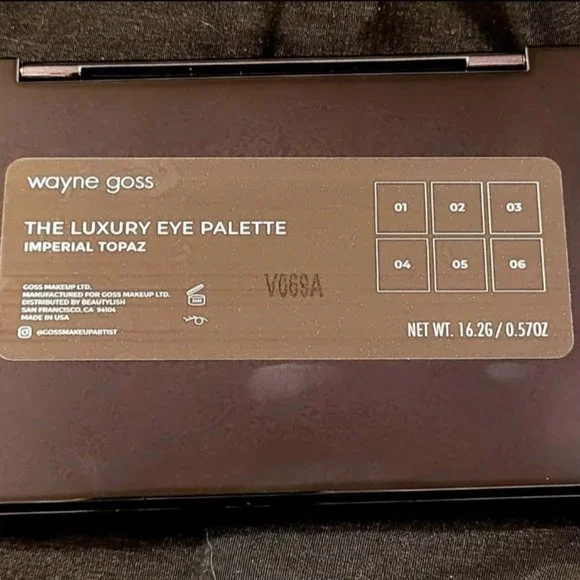 wayne goss
THE LUXURY EYE PALETTE
IMPERIAL TOPAZ
GOSS MAKEUP LTD.
MANUFACTURED FOR GOSS MAKEUP LTD.
DISTRIBUTED BY BEAUTYLISH
SAN FRANCISCO, CA 94104
MADE IN USA
@GOSSMAKEUPARTIST
V069A
01 02 03
04 05 06
NET WT. 16.2G / 0.57OZ